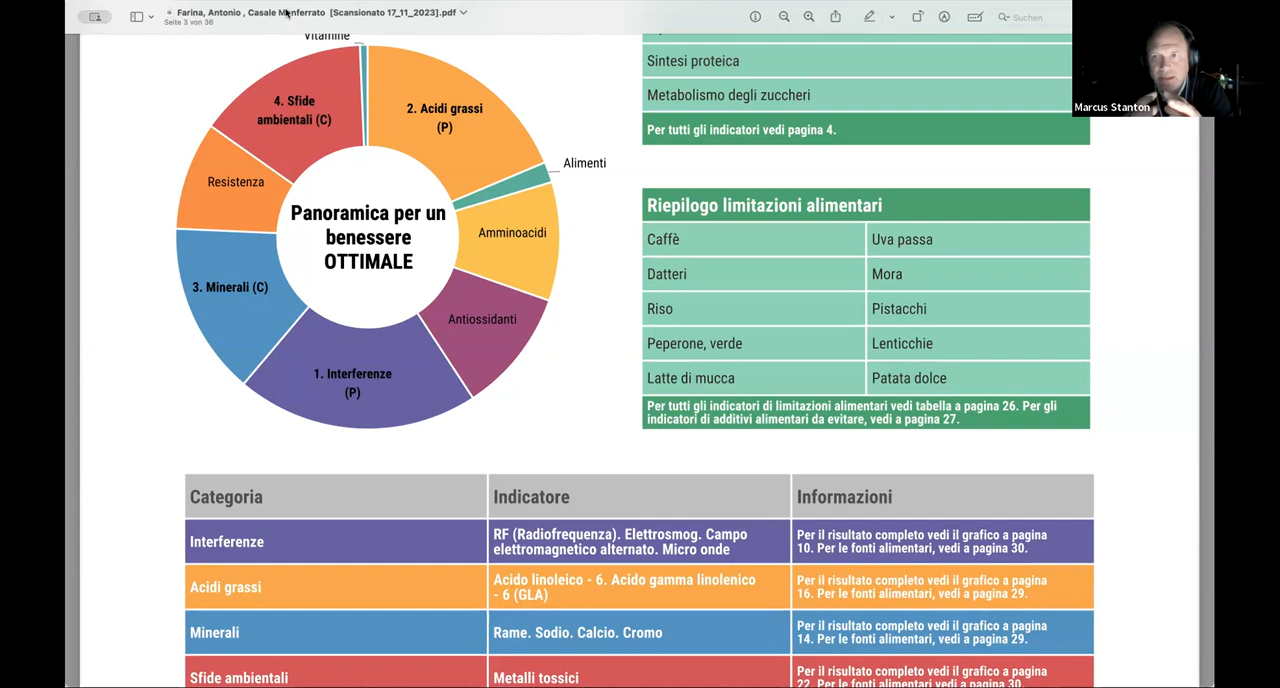 Farina, Antonio , Casale Monferrato [Scansionato 17_11_2023].pdf
Seite 3 von 36
Suchen
Marcus Stanton
Vitamine
4. Sfide
ambientali (C)
2. Acidi grassi
(P)
Alimenti
Resistenza
Amminoacidi
Panoramica per un
benessere
OTTIMALE
3. Minerali (C)
Antiossidanti
1. Interferenze
(P)
Sintesi proteica
Metabolismo degli zuccheri
Per tutti gli indicatori vedi pagina 4.
Riepilogo limitazioni alimentari
Caffè Uva passa
Datteri Mora
Riso Pistacchi
Peperone, verde Lenticchie
Latte di mucca Patata dolce
Per tutti gli indicatori di limitazioni alimentari vedi tabella a pagina 26. Per gli
indicatori di additivi alimentari da evitare, vedi a pagina 27.
Categoria Indicatore Informazioni
Interferenze
RF (Radiofrequenza). Elettrosmog. Campo
elettromagnetico alternato. Micro onde
Per il risultato completo vedi il grafico a pagina
10. Per le fonti alimentari, vedi a pagina 30.
Acidi grassi
Acido linoleico - 6. Acido gamma linolenico
- 6 (GLA)
Per il risultato completo vedi il grafico a pagina
16. Per le fonti alimentari, vedi a pagina 29.
Minerali
Rame. Sodio. Calcio. Cromo
Per il risultato completo vedi il grafico a pagina
14. Per le fonti alimentari, vedi a pagina 29.
Sfide ambientali
Metalli tossici
Per il risultato completo vedi il grafico a pagina
22. Per le fonti alimentari, vedi a pagina 30.